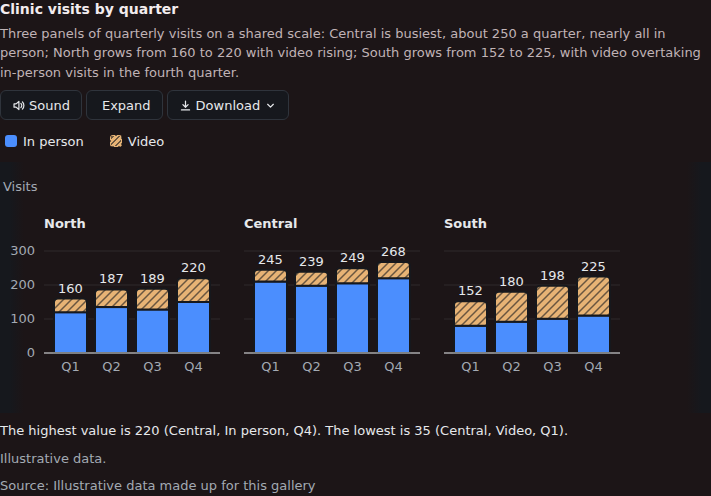 Clinic visits by quarter
Three panels of quarterly visits on a shared scale: Central is busiest, about 250 a quarter, nearly all in
person; North grows from 160 to 220 with video rising; South grows from 152 to 225, with video overtaking
in-person visits in the fourth quarter.
Sound Expand Download
In person Video
Visits
North Central South
300
200
100
0
160 187 189 220
245 239 249 268
152 180 198 225
Q1 Q2 Q3 Q4 Q1 Q2 Q3 Q4 Q1 Q2 Q3 Q4
The highest value is 220 (Central, In person, Q4). The lowest is 35 (Central, Video, Q1).
Illustrative data.
Source: Illustrative data made up for this gallery